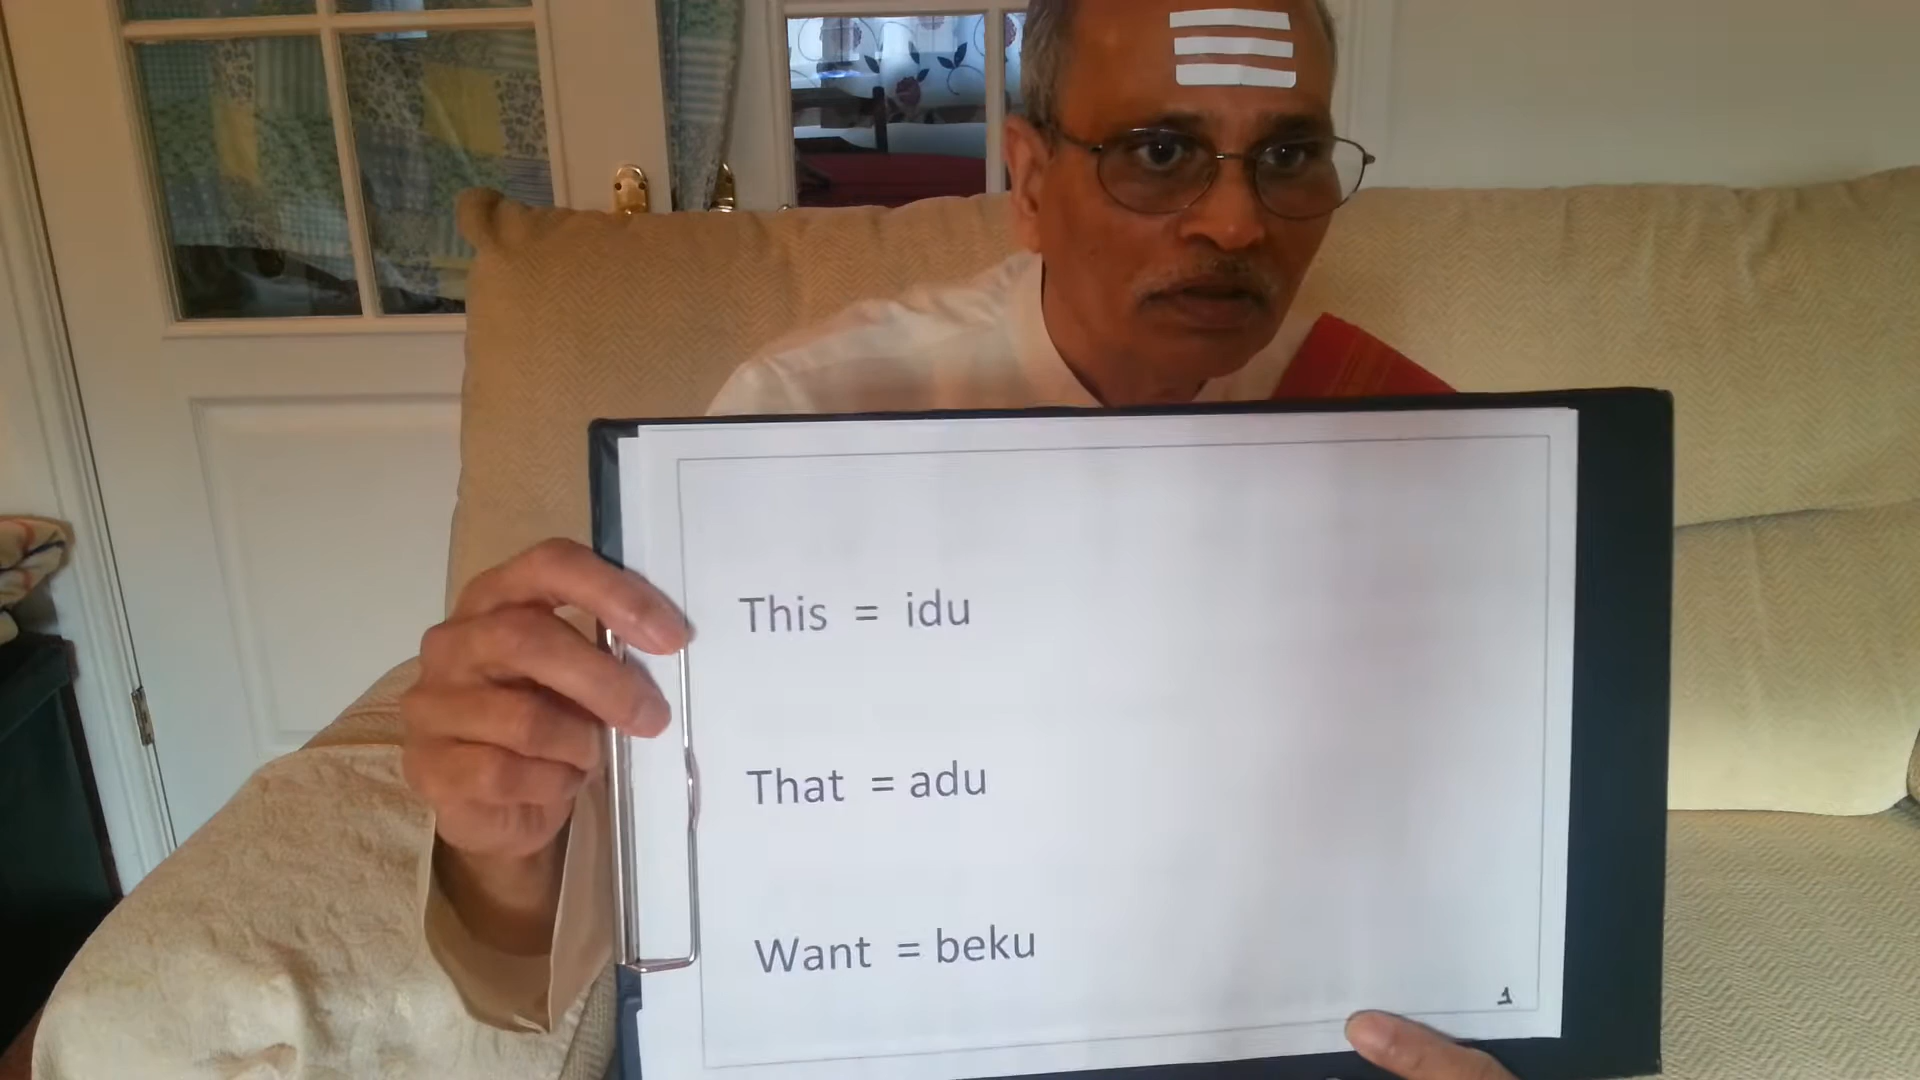 This = idu
That = adu
Want = beku
1